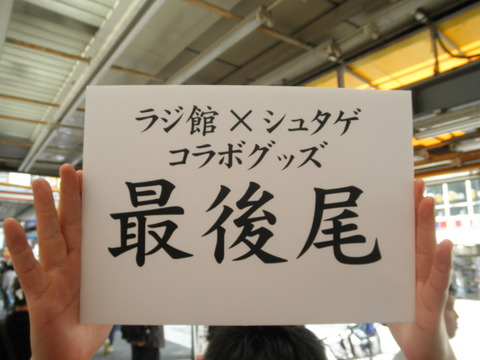 ラジ館×シュタゲ
コラボグッズ
最後尾